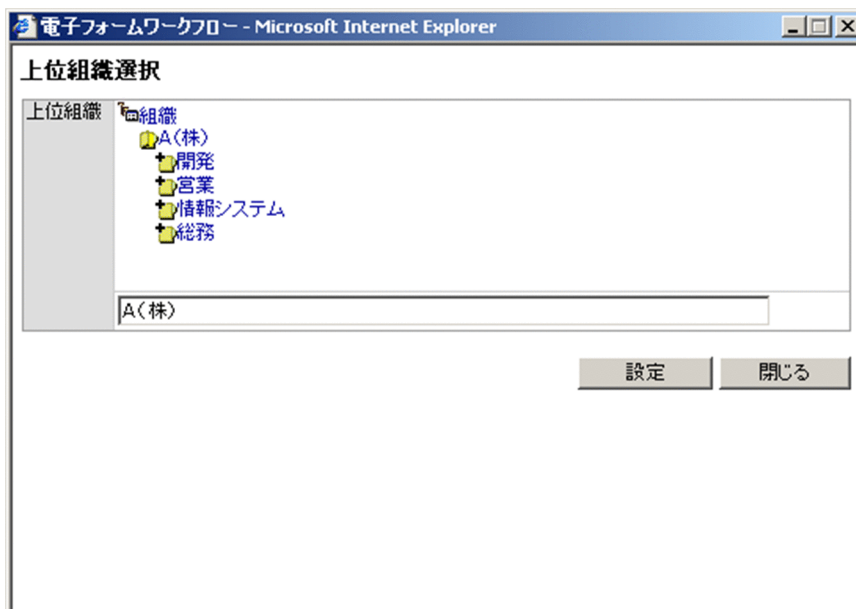 電子フォームワークフロー - Microsoft Internet Explorer
上位組織選択
上位組織
組織
A(株)
開発
営業
情報システム
総務
A(株)
設定
閉じる